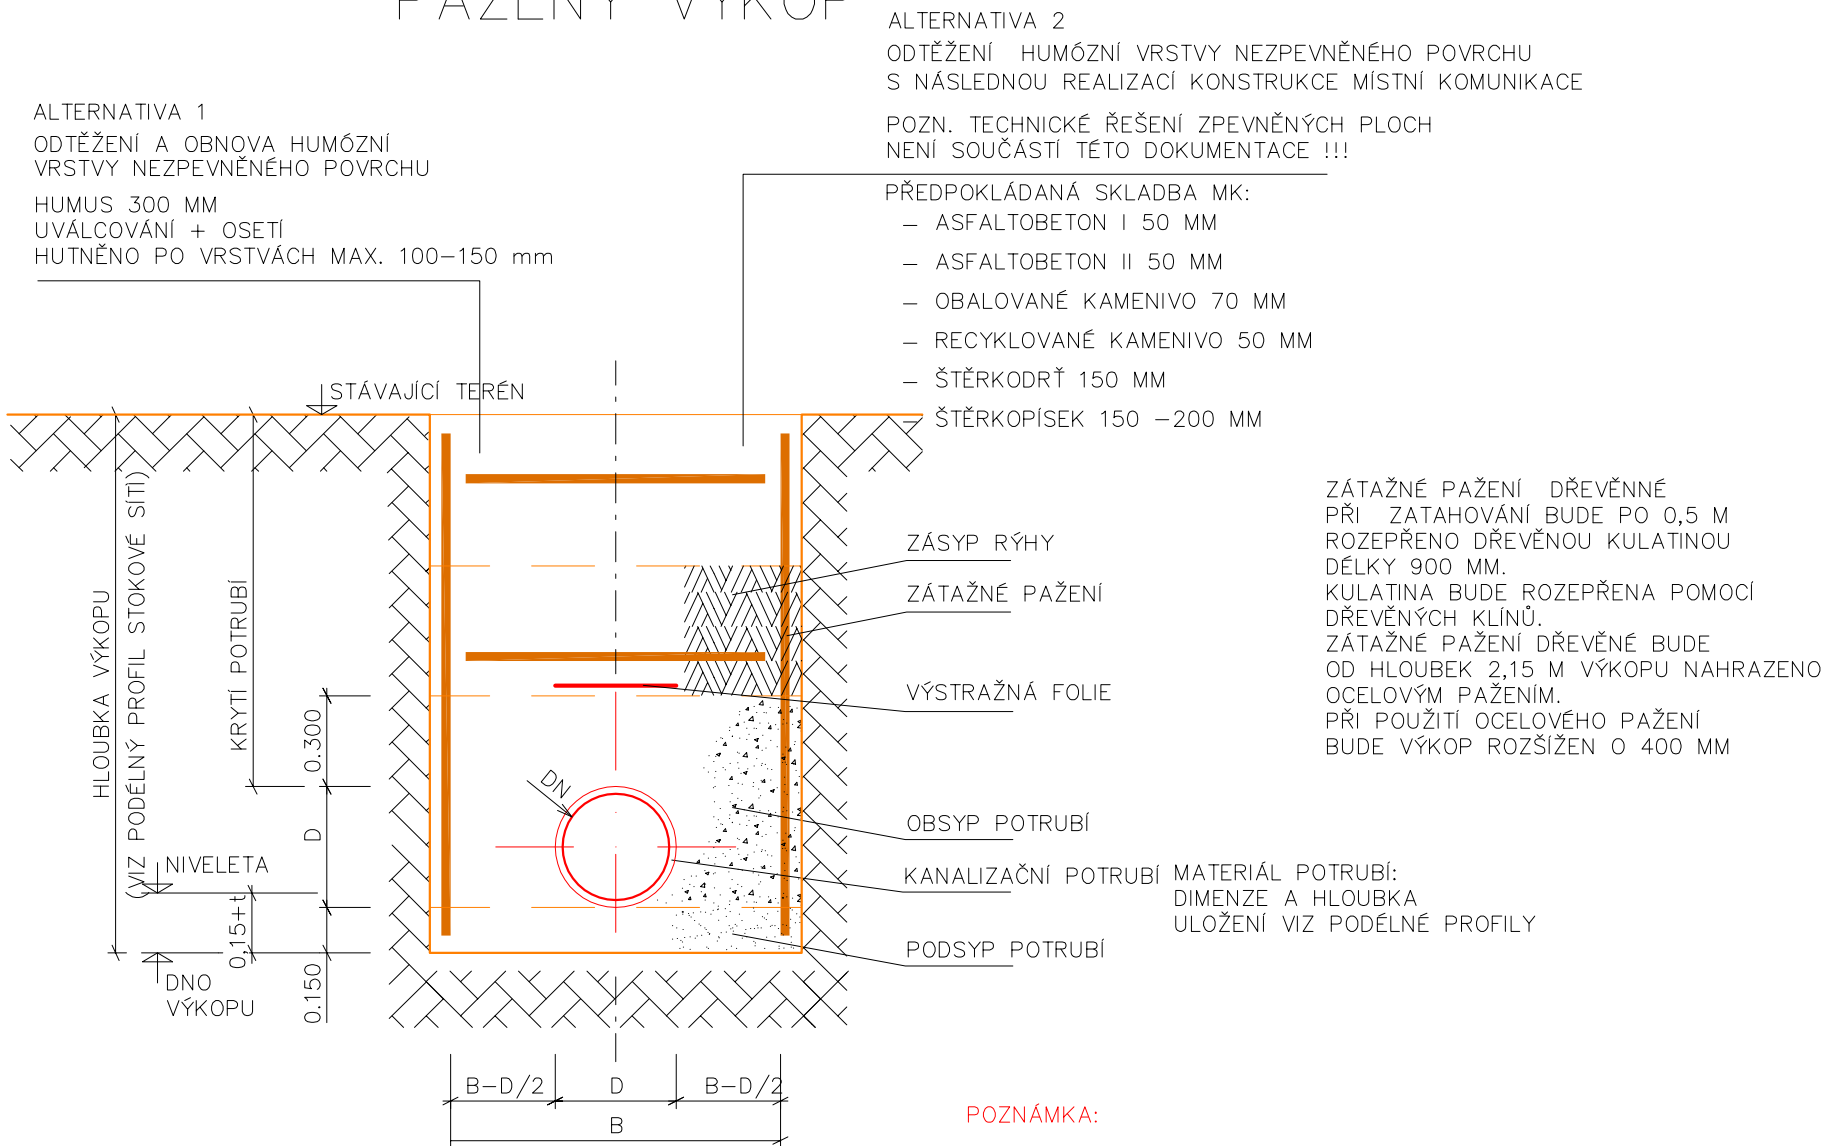 PAŽENÝ VÝKOP
ALTERNATIVA 1
ODTĚŽENÍ A OBNOVA HUMÓZNÍ
VRSTVY NEZPEVNĚNÉHO POVRCHU
HUMUS 300 MM
UVÁLCOVÁNÍ + OSETÍ
HUTNĚNO PO VRSTVÁCH MAX. 100-150 mm
ALTERNATIVA 2
ODTĚŽENÍ HUMÓZNÍ VRSTVY NEZPEVNĚNÉHO POVRCHU
S NÁSLEDNOU REALIZACÍ KONSTRUKCE MÍSTNÍ KOMUNIKACE
POZN. TECHNICKÉ ŘEŠENÍ ZPEVNĚNÝCH PLOCH
NENÍ SOUČÁSTÍ TÉTO DOKUMENTACE !!!
PŘEDPOKLÁDANÁ SKLADBA MK:
- ASFALTOBETON I 50 MM
- ASFALTOBETON II 50 MM
- OBALOVANÉ KAMENIVO 70 MM
- RECYKLOVANÉ KAMENIVO 50 MM
- ŠTĚRKODRŤ 150 MM
- ŠTĚRKOPÍSEK 150 -200 MM
STÁVAJÍCÍ TERÉN
HLOUBKA VÝKOPU
(VIZ PODÉLNÝ PROFIL STOKOVÉ SÍTĚ)
KRYTÍ POTRUBÍ
0.300
D
NIVELETA
0,15+t
0.150
DNO
VÝKOPU
DN
ZÁSYP RÝHY
ZÁTAŽNÉ PAŽENÍ
VÝSTRAŽNÁ FOLIE
OBSYP POTRUBÍ
KANALIZAČNÍ POTRUBÍ
PODSYP POTRUBÍ
MATERIÁL POTRUBÍ:
DIMENZE A HLOUBKA
ULOŽENÍ VIZ PODÉLNÉ PROFILY
ZÁTAŽNÉ PAŽENÍ DŘEVĚNNÉ
PŘI ZATAHOVÁNÍ BUDE PO 0,5 M
ROZEPŘENO DŘEVĚNOU KULATINOU
DÉLKY 900 MM.
KULATINA BUDE ROZEPŘENA POMOCÍ
DŘEVĚNÝCH KLÍNŮ.
ZÁTAŽNÉ PAŽENÍ DŘEVĚNÉ BUDE
OD HLOUBEK 2,15 M VÝKOPU NAHRAZENO
OCELOVÝM PAŽENÍM.
PŘI POUŽITÍ OCELOVÉHO PAŽENÍ
BUDE VÝKOP ROZŠÍŽEN O 400 MM
B-D/2
D
B-D/2
B
POZNÁMKA: